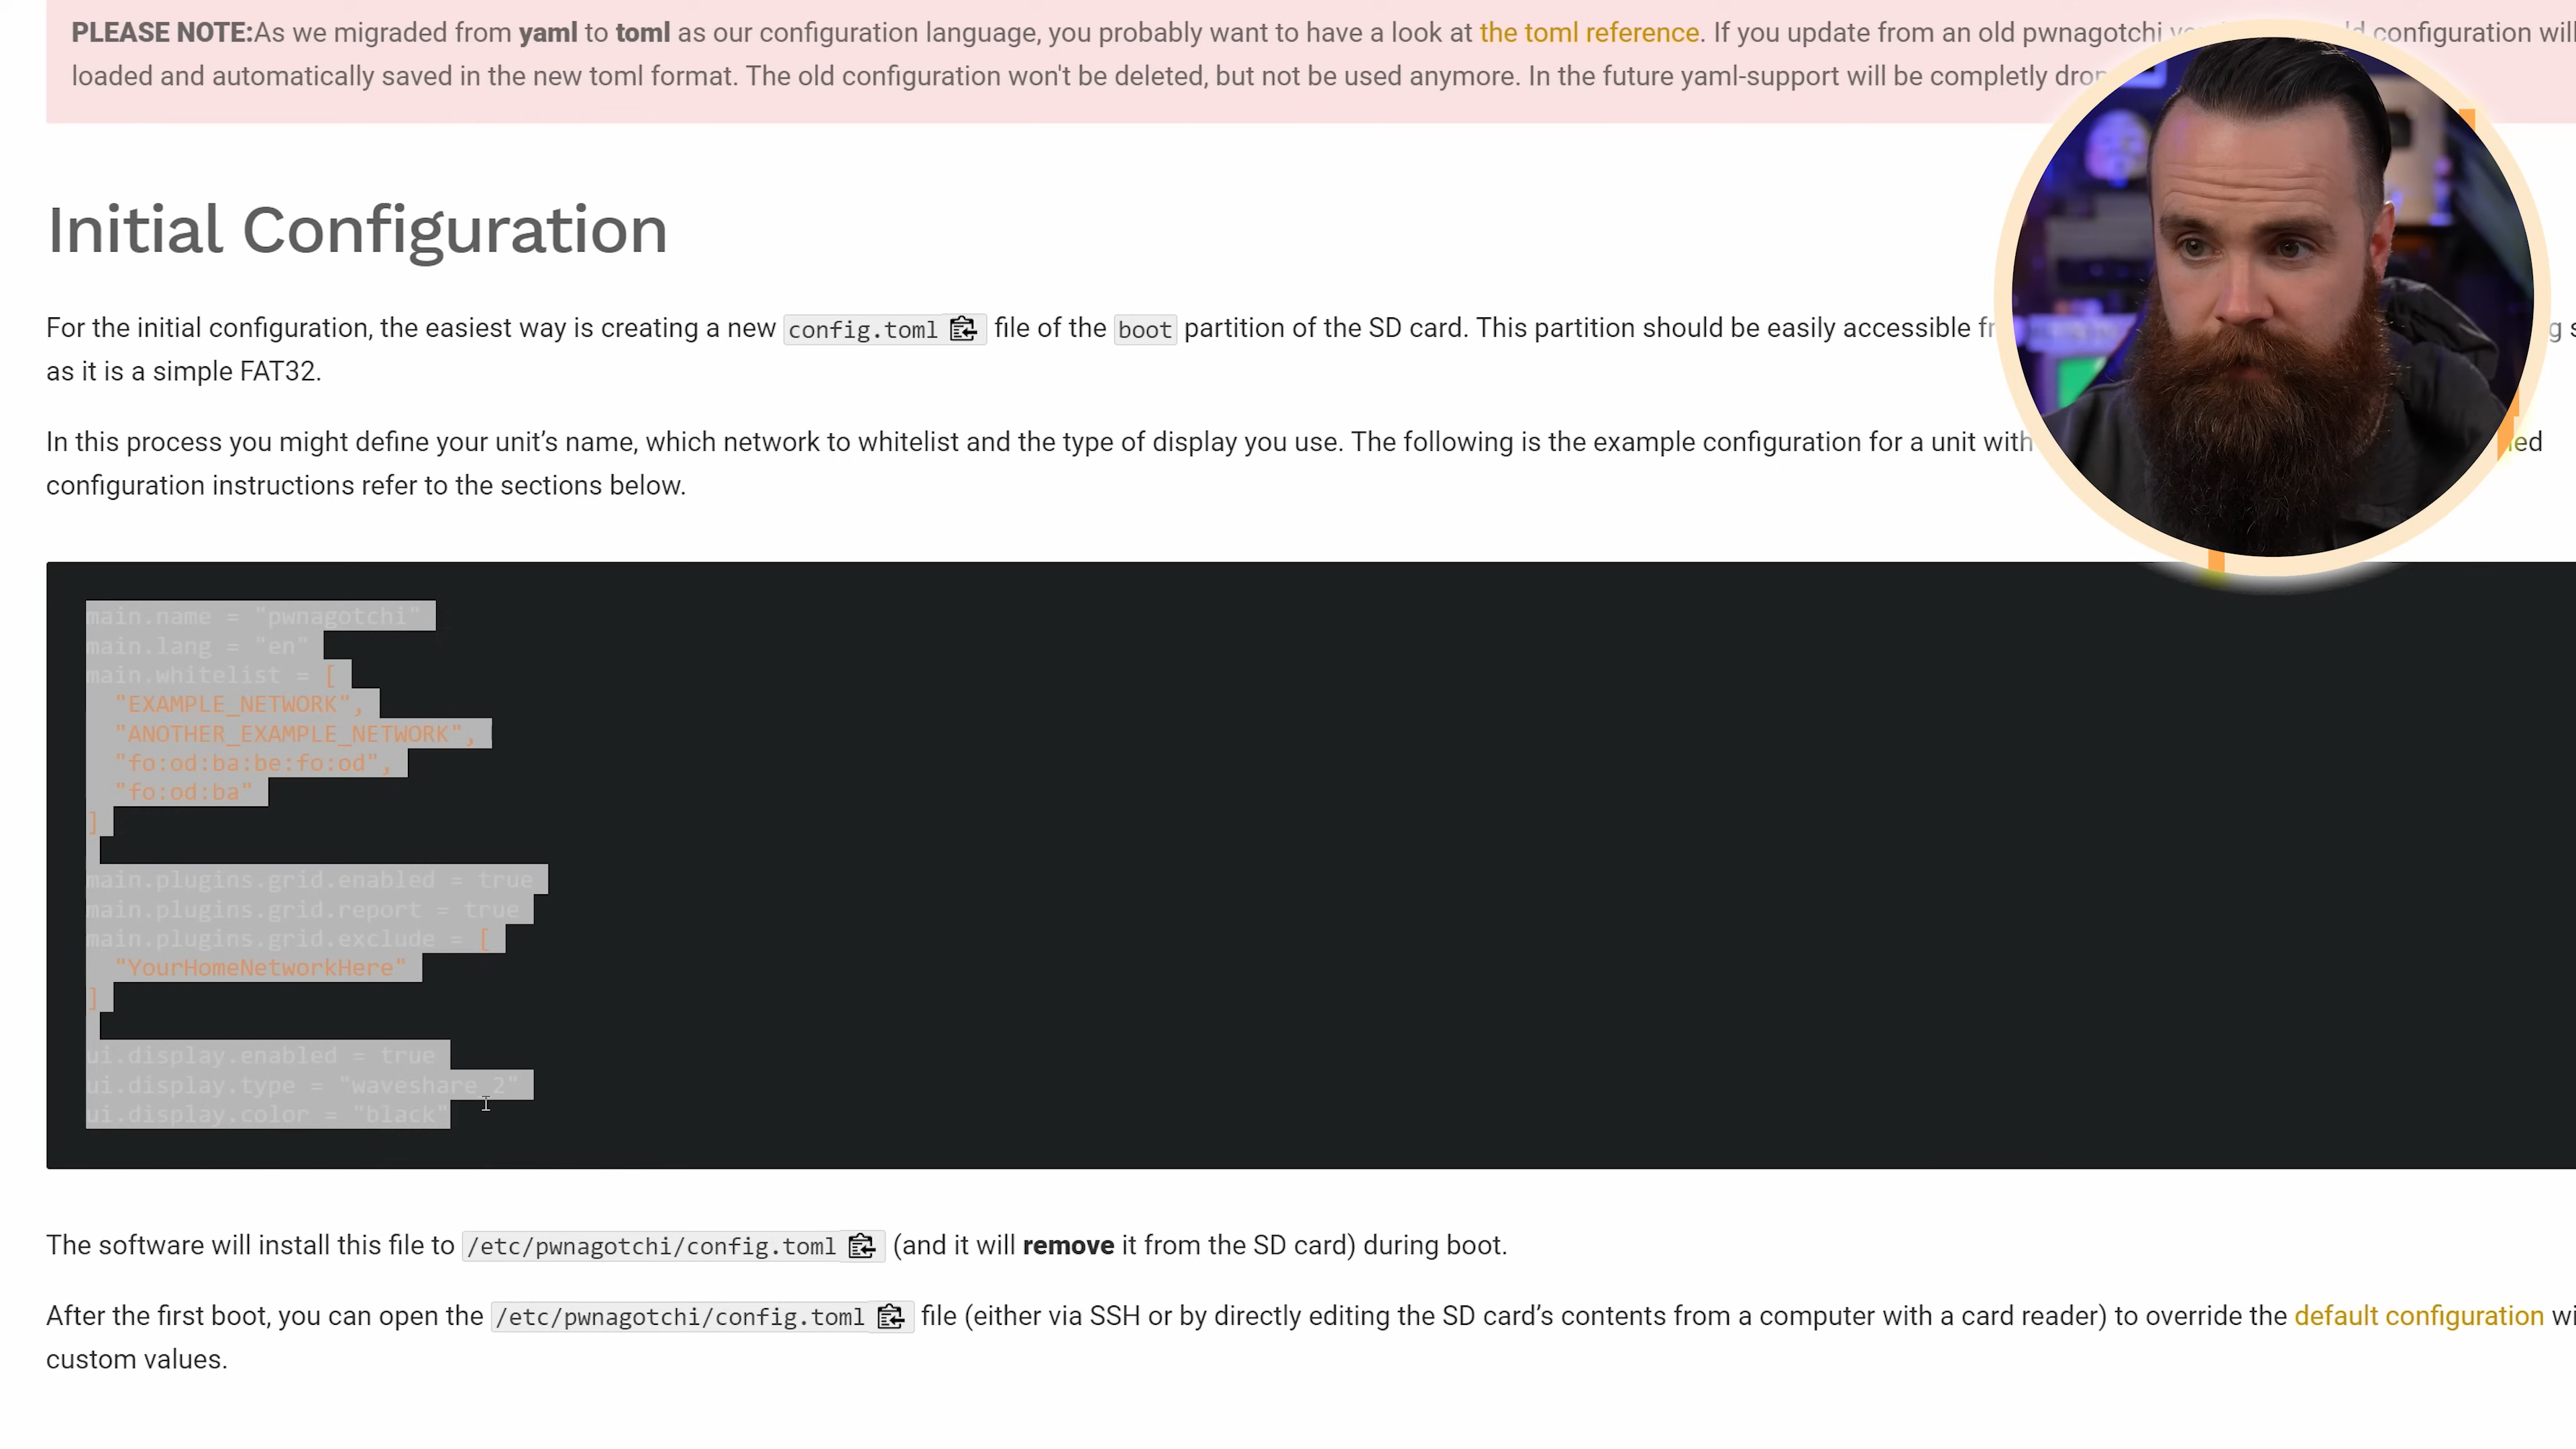 PLEASE NOTE:As we migraded from yaml to toml as our configuration language, you probably want to have a look at the toml reference. If you update from an old pwnagotchi configuration will
loaded and automatically saved in the new toml format. The old configuration won't be deleted, but not be used anymore. In the future yaml-support will be completly
Initial Configuration
For the initial configuration, the easiest way is creating a new config.toml file of the boot partition of the SD card. This partition should be easily accessible
as it is a simple FAT32.
In this process you might define your unit's name, which network to whitelist and the type of display you use. The following is the example configuration for a unit with
configuration instructions refer to the sections below.
main.name = "pwnagotchi"
main.lang = "en"
main.whitelist = [
"EXAMPLE_NETWORK",
"ANOTHER_EXAMPLE_NETWORK",
"fo:od:ba:be:fo:od",
"fo:od:ba"
]
main.plugins.grid.enabled = true
main.plugins.grid.report = true
main.plugins.grid.exclude = [
"YourHomeNetworkHere"
]
ui.display.enabled = true
ui.display.type = "waveshare_2"
ui.display.color = "black"
The software will install this file to /etc/pwnagotchi/config.toml (and it will remove it from the SD card) during boot.
After the first boot, you can open the /etc/pwnagotchi/config.toml file (either via SSH or by directly editing the SD card's contents from a computer with a card reader) to override the default configuration
custom values.